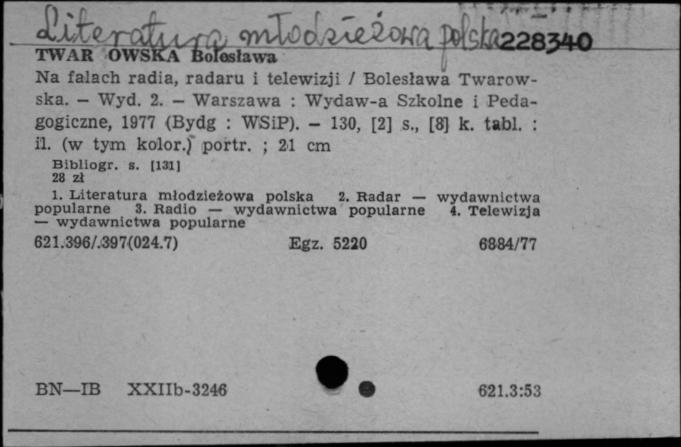 Literatura młodzieżowa polska 228340
TWAROWSKA Bolesława
Na falach radia, radaru i telewizji / Bolesława Twarow-
ska. — Wyd. 2. — Warszawa : Wydaw-a Szkolne i Peda-
gogiczne, 1977 (Bydg : WSiP). — 130, [2] s., [8] k. tabl. :
il. (w tym kolor.) portr. ; 21 cm
Bibliogr. s. [131]
28 zł
1. Literatura młodzieżowa polska 2. Radar — wydawnictwa
popularne 3. Radio — wydawnictwa popularne 4. Telewizja
— wydawnictwa popularne
621.396/.397(024.7) Egz. 5220 6884/77
BN—IB XXIIb-3246 621.3:53